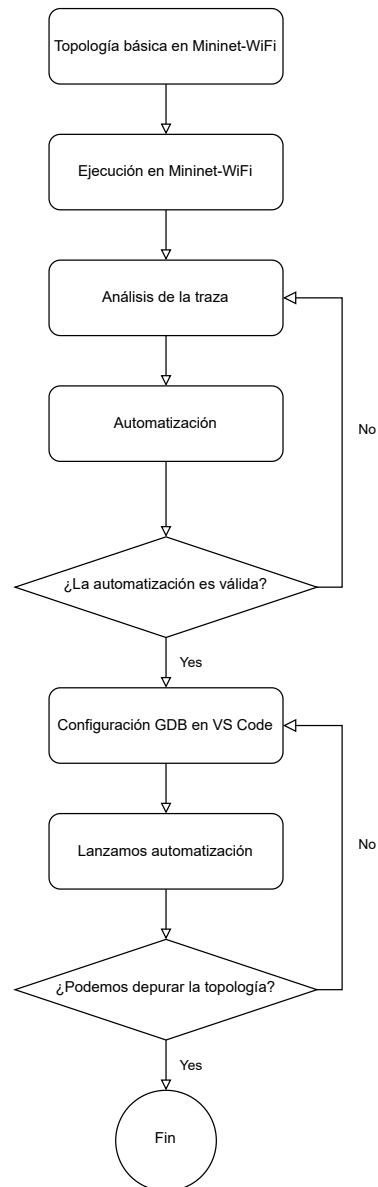 Topología básica en Mininet-WiFi
Ejecución en Mininet-WiFi
Análisis de la traza
Automatización
No
¿La automatización es válida?
Yes
Configuración GDB en VS Code
Lanzamos automatización
No
¿Podemos depurar la topología?
Yes
Fin